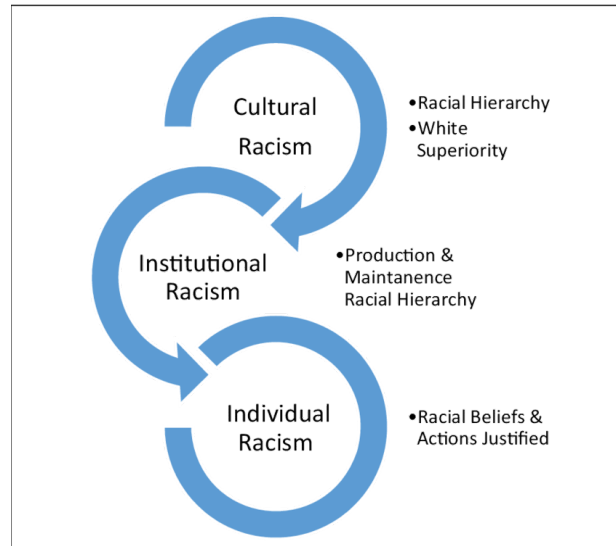 Cultural
Racism
•Racial Hierarchy
•White
Superiority
Institutional
Racism
•Production &
Maintanence
Racial Hierarchy
Individual
Racism
•Racial Beliefs &
Actions Justified